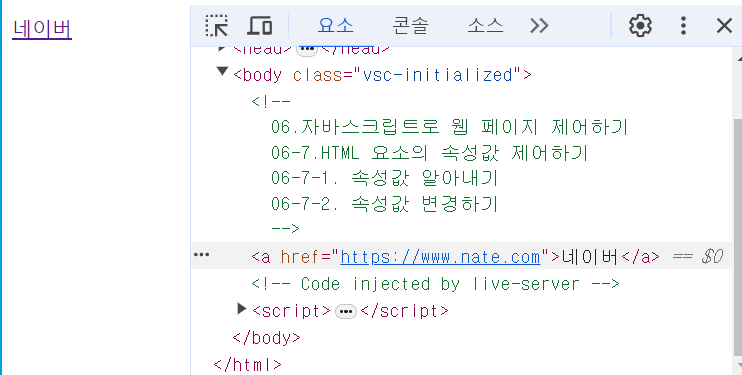 네이버
요소 콘솔 소스
<head> ••• </head>
<body class="vsc-initialized">
<!--
06.자바스크립트로 웹 페이지 제어하기
06-7.HTML 요소의 속성값 제어하기
06-7-1. 속성값 알아내기
06-7-2. 속성값 변경하기
-->
••• <a href="https://www.nate.com">네이버</a> == $0
<!-- Code injected by live-server -->
<script> ••• </script>
</body>
</html>